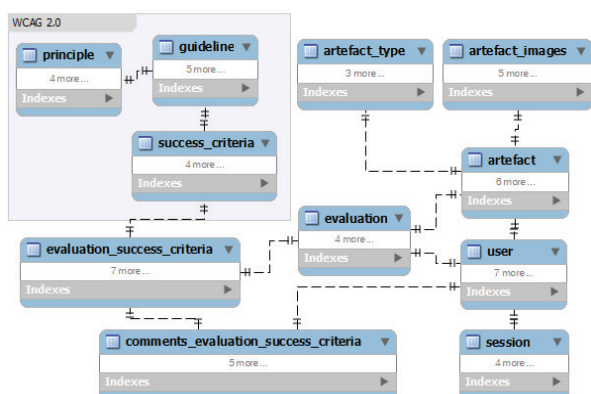 WCAG 2.0
principle
4 more...
Indexes
guideline
5 more...
Indexes
artefact_type
3 more...
Indexes
artefact_images
5 more...
Indexes
success_criteria
4 more...
Indexes
artefact
6 more...
Indexes
evaluation
4 more...
Indexes
evaluation_success_criteria
7 more...
Indexes
user
7 more...
Indexes
comments_evaluation_success_criteria
5 more...
Indexes
session
4 more...
Indexes